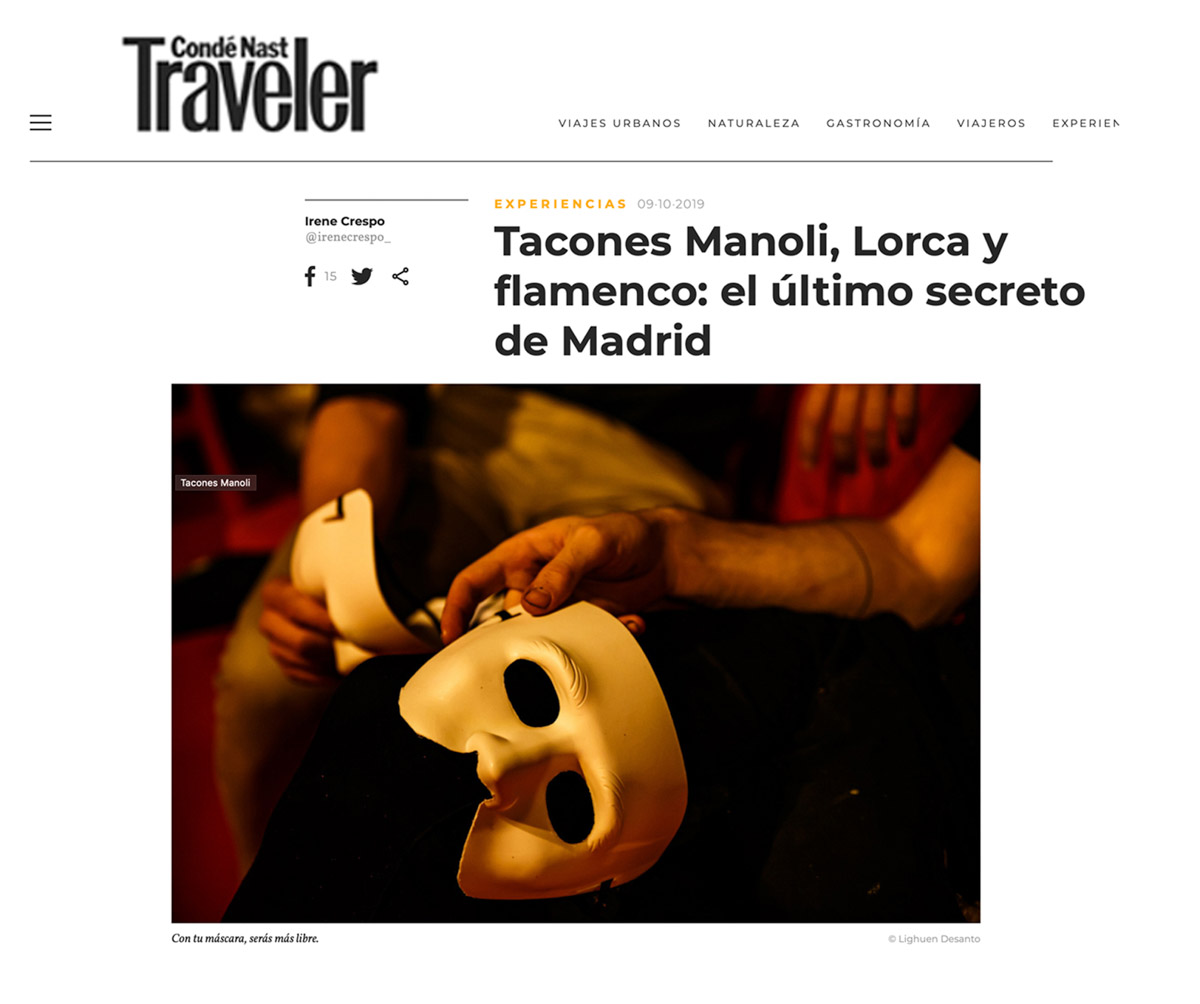 Condé Nast
Traveler
VIAJES URBANOS NATURALEZA GASTRONOMÍA VIAJEROS EXPERIEN
Irene Crespo
@irenecrespo_
15
EXPERIENCIAS 09·10·2019
Tacones Manoli, Lorca y
flamenco: el último secreto
de Madrid
Tacones Manoli
Con tu máscara, serás más libre.
© Lighuen Desanto